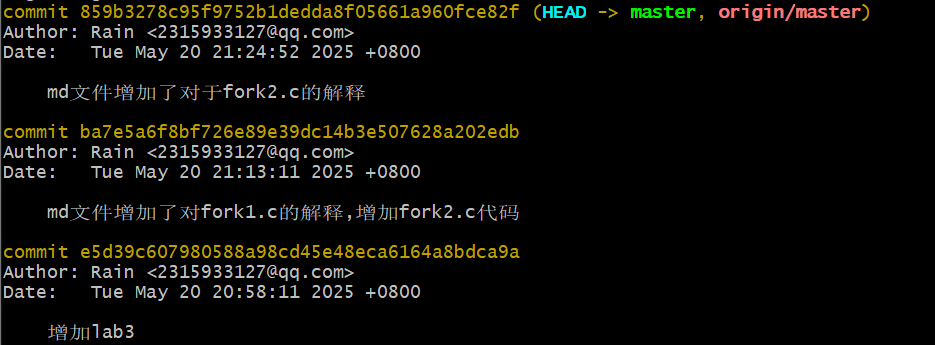 commit 859b3278c95f9752b1dedda8f05661a960fce82f (HEAD -> master, origin/master)
Author: Rain <2315933127@qq.com>
Date:   Tue May 20 21:24:52 2025 +0800
md文件增加了对于fork2.c的解释
commit ba7e5a6f8bf726e89e39dc14b3e507628a202edb
Author: Rain <2315933127@qq.com>
Date:   Tue May 20 21:13:11 2025 +0800
md文件增加了对fork1.c的解释,增加fork2.c代码
commit e5d39c607980588a98cd45e48eca6164a8bdca9a
Author: Rain <2315933127@qq.com>
Date:   Tue May 20 20:58:11 2025 +0800
增加lab3